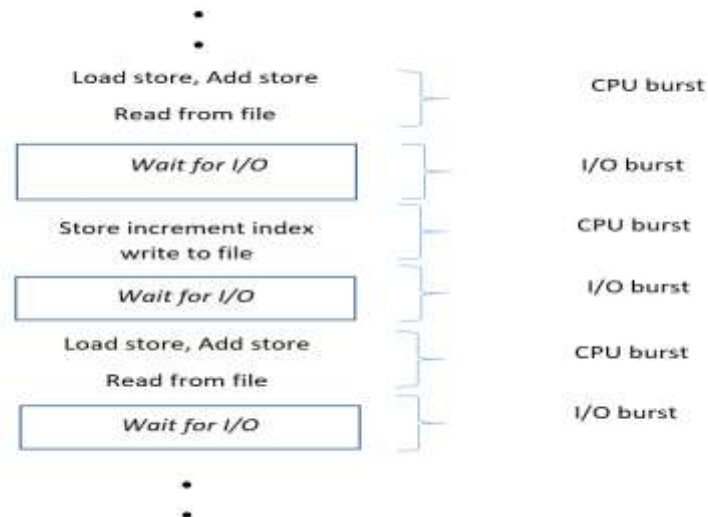 Load store, Add store
CPU burst
Read from file
Wait for I/O
I/O burst
Store increment index
CPU burst
write to file
Wait for I/O
I/O burst
Load store, Add store
CPU burst
Read from file
Wait for I/O
I/O burst